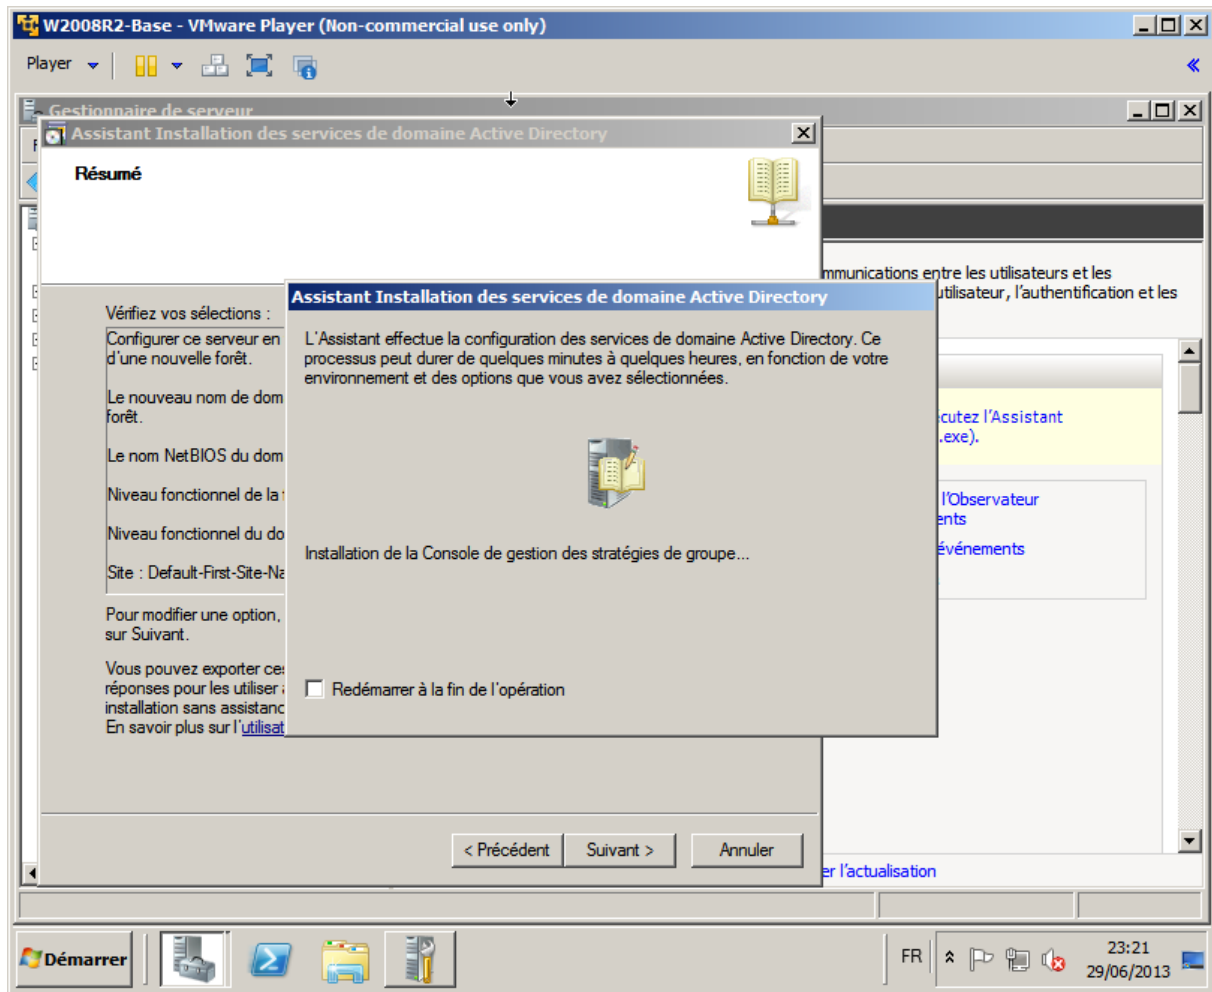 W2008R2-Base - VMware Player (Non-commercial use only)
Player
Gestionnaire de serveur
Assistant Installation des services de domaine Active Directory
Résumé
mmunications entre les utilisateurs et les
utilisateur, l'authentification et les
Vérifiez vos sélections :
Configurer ce serveur en
d'une nouvelle forêt.
Le nouveau nom de dom
forêt.
Le nom NetBIOS du dom
Niveau fonctionnel de la
Niveau fonctionnel du do
Site : Default-First-Site-Na
Pour modifier une option,
sur Suivant.
Vous pouvez exporter ces
réponses pour les utiliser
installation sans assistanc
En savoir plus sur l'utilisat
Assistant Installation des services de domaine Active Directory
L'Assistant effectue la configuration des services de domaine Active Directory. Ce
processus peut durer de quelques minutes à quelques heures, en fonction de votre
environnement et des options que vous avez sélectionnées.
Installation de la Console de gestion des stratégies de groupe...
Redémarrer à la fin de l'opération
cutez l'Assistant
.exe).
l'Observateur
ents
événements
< Précédent
Suivant >
Annuler
er l'actualisation
Démarrer
FR
23:21
29/06/2013